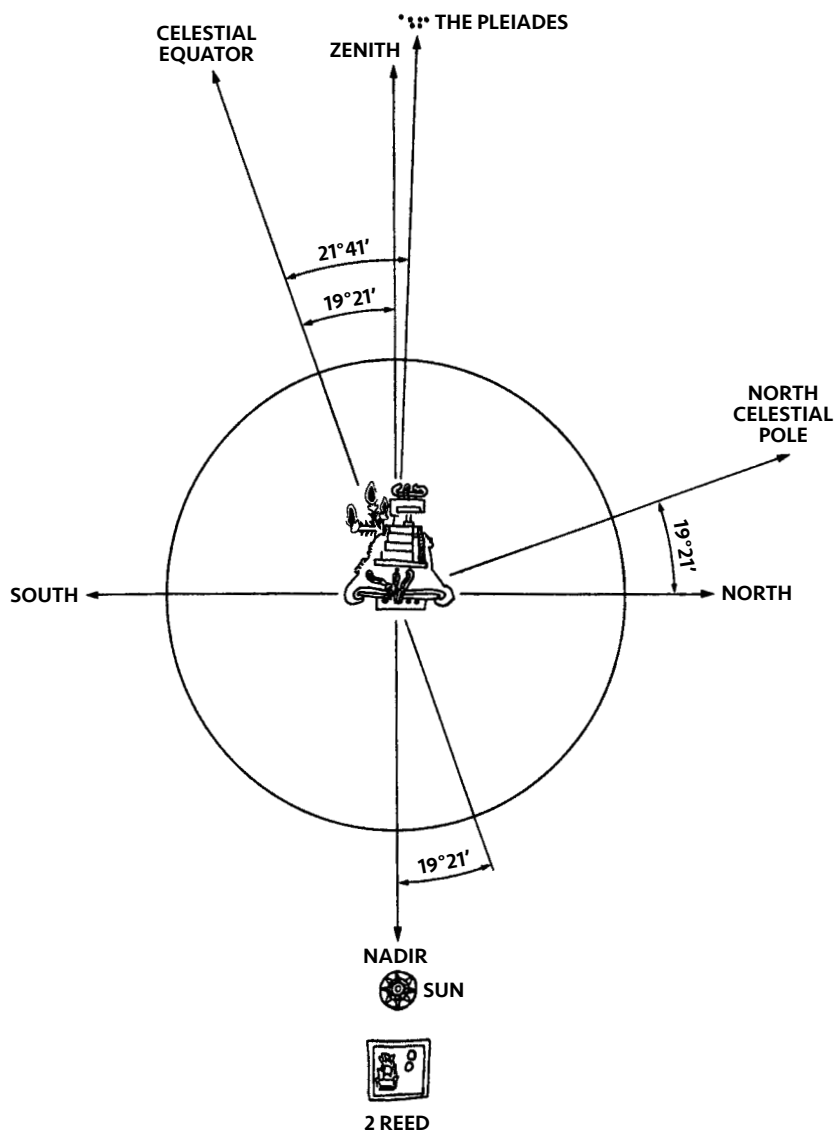 THE PLEIADES
CELESTIAL
EQUATOR
ZENITH
21°41′
19°21′
NORTH
CELESTIAL
POLE
19°21′
SOUTH
NORTH
19°21′
NADIR
SUN
2 REED